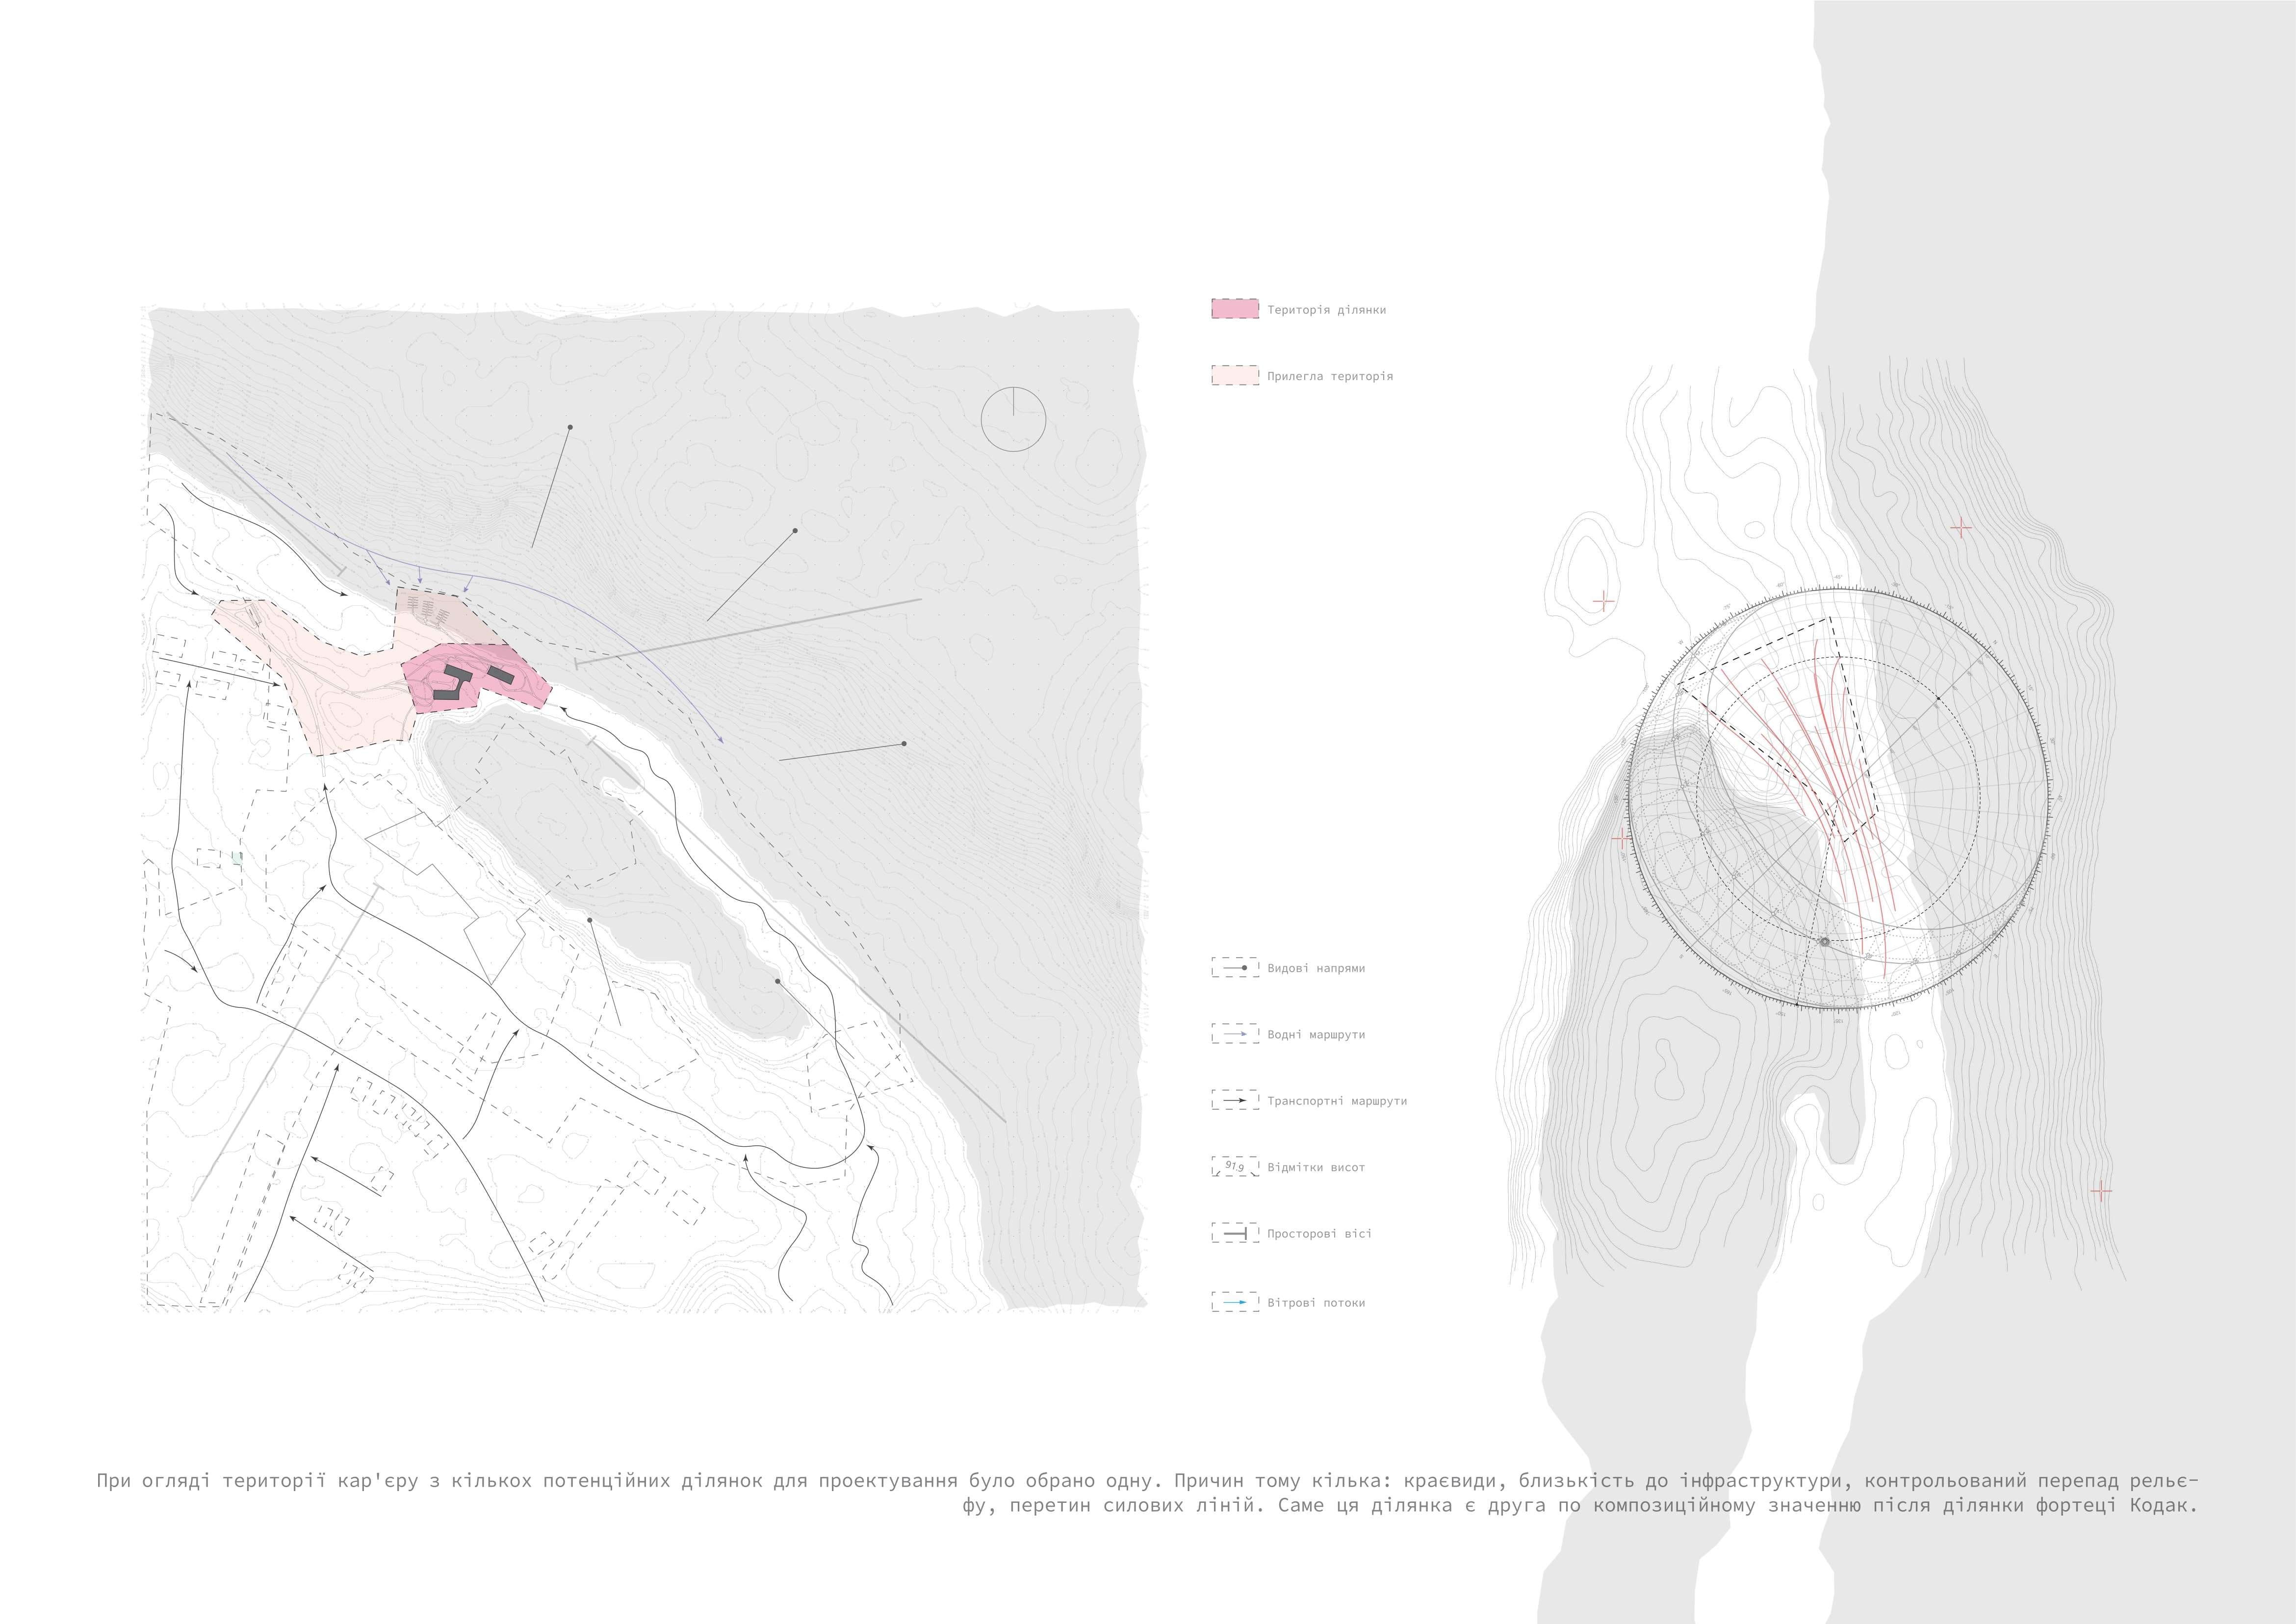 Територія ділянки
Прилегла територія
Видові напрями
Водні маршрути
Транспортні маршрути
91.9
Відмітки висот
Просторові вісі
Вітрові потоки
При огляді території кар'єру з кількох потенційних ділянок для проектування було обрано одну. Причин тому кілька: краєвиди, близькість до інфраструктури, контрольований перепад рельє-
фу, перетин силових ліній. Саме ця ділянка є друга по композиційному значенню після ділянки фортеці Кодак.